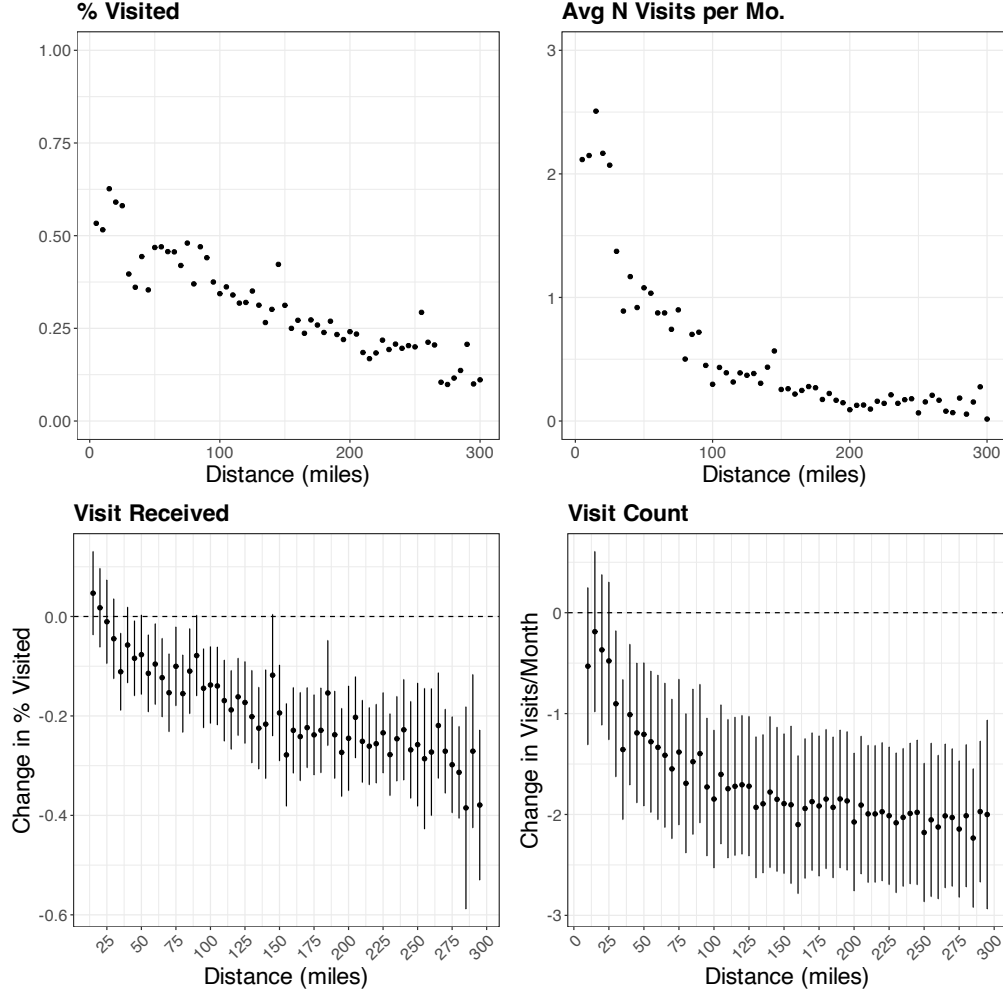 % Visited
1.00
0.75
0.50
0.25
0.00
0 100 200 300
Distance (miles)
Avg N Visits per Mo.
3
2
1
0
0 100 200 300
Distance (miles)
Visit Received
Change in % Visited
0.0
-0.2
-0.4
-0.6
25 50 75 100 125 150 175 200 225 250 275 300
Distance (miles)
Visit Count
Change in Visits/Month
0
-1
-2
-3
0 25 50 75 100 125 150 175 200 225 250 275 300
Distance (miles)